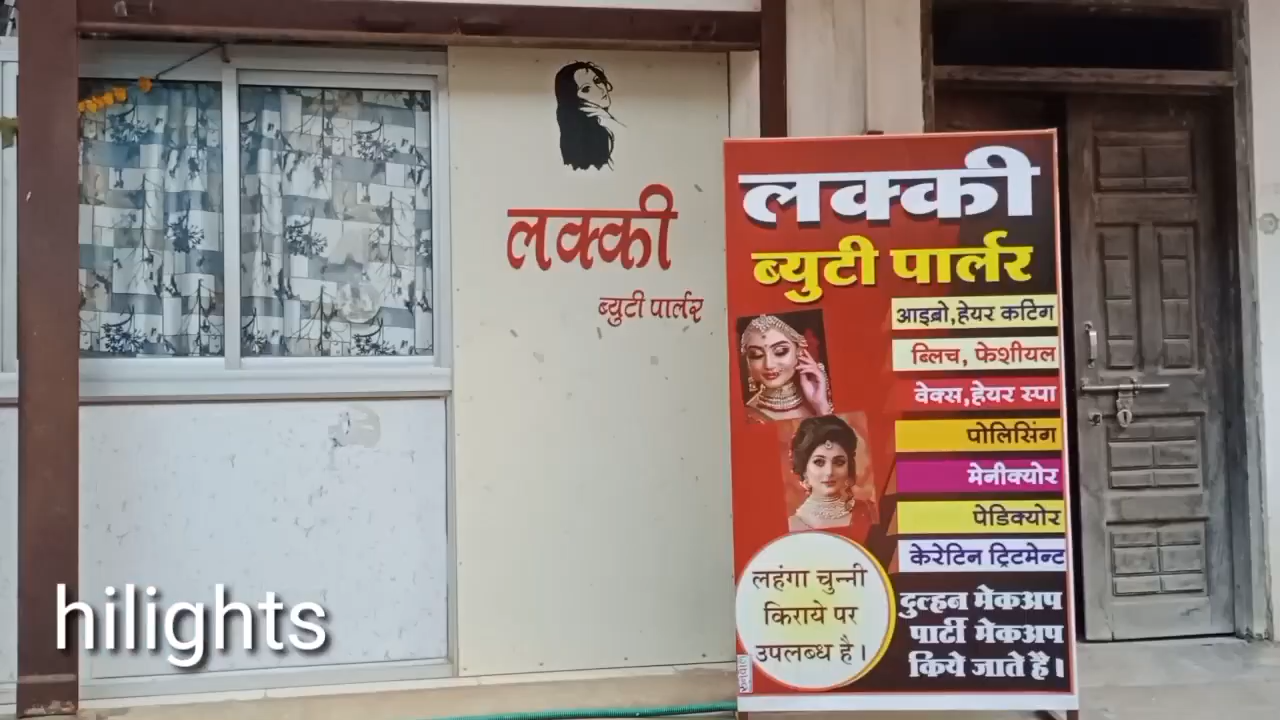 लक्की
ब्युटी पार्लर
लक्की
ब्युटी पार्लर
आइब्रो,हेयर कटिग
ब्लिच, फेशीयल
वेक्स,हेयर स्पा
पोलिसिंग
मेनीक्योर
पेडिक्योर
केरेटिन ट्रिटमेन्ट
लहंगा चुन्नी
किराये पर
उपलब्ध है।
दुल्हन मेकअप
पार्टी मेकअप
किये जाते है।
hilights